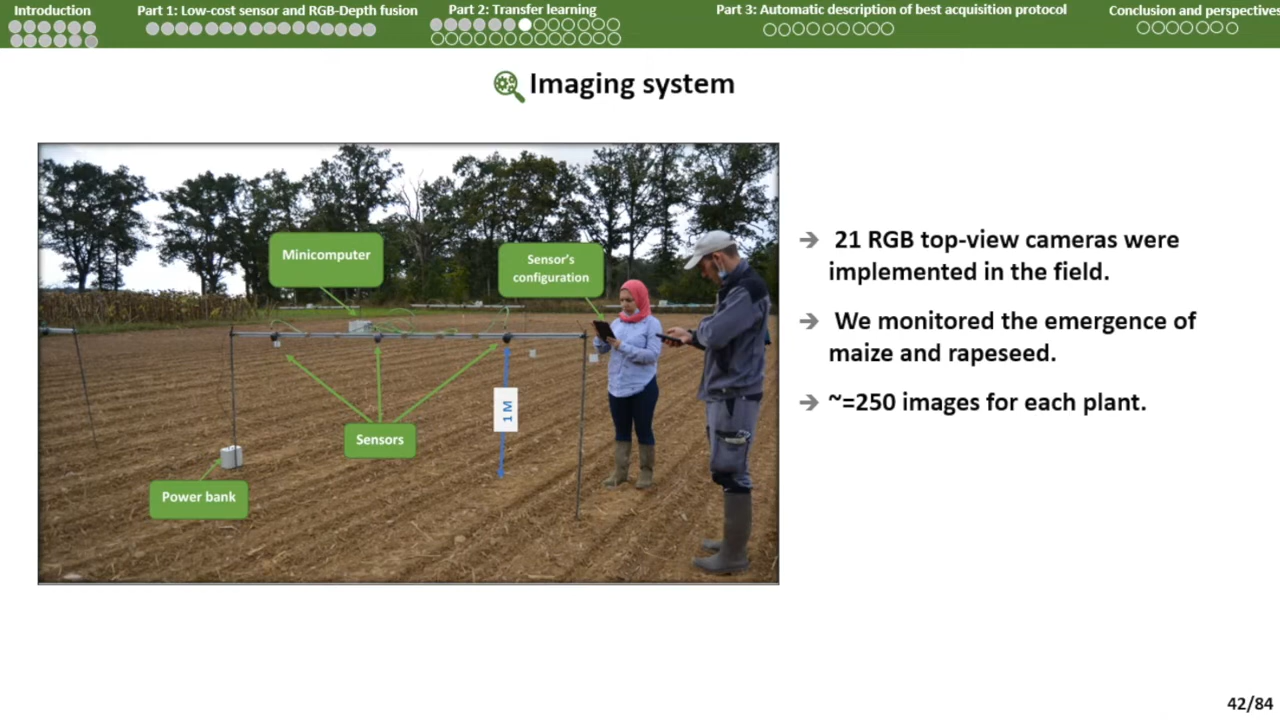 Introduction
Part 1: Low-cost sensor and RGB-Depth fusion
Part 2: Transfer learning
Part 3: Automatic description of best acquisition protocol
Conclusion and perspectives
Imaging system
Minicomputer
Sensor's
configuration
1 M
Sensors
Power bank
➔ 21 RGB top-view cameras were
implemented in the field.
➔ We monitored the emergence of
maize and rapeseed.
➔ ~=250 images for each plant.
42/84